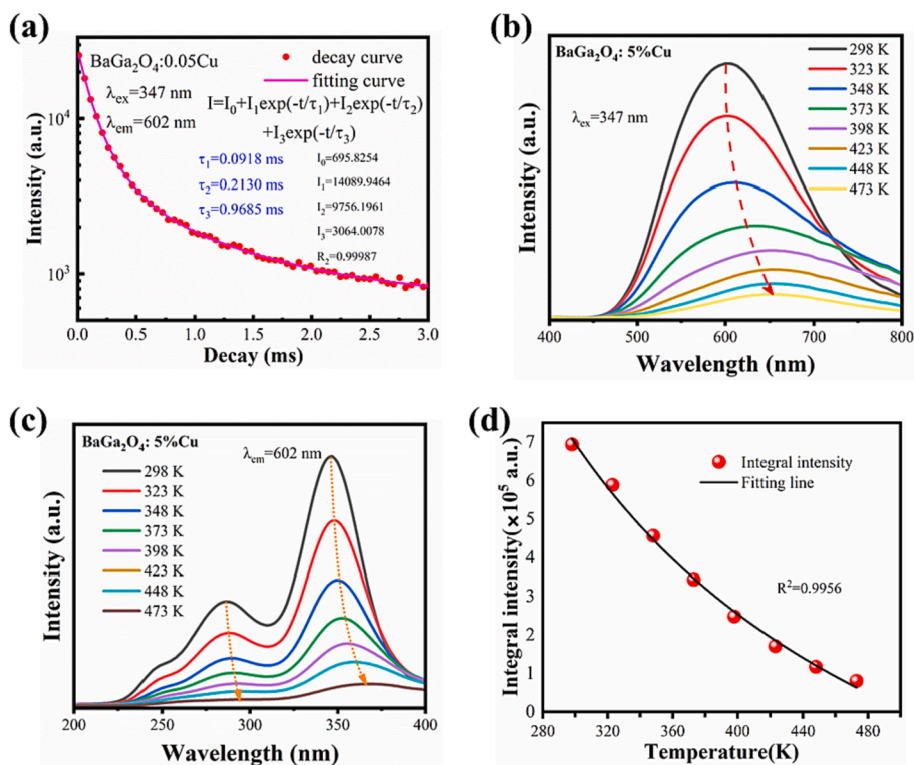 (a)
BaGa₂O₄:0.05Cu
λex=347 nm
λem=602 nm
decay curve
fitting curve
I=I₀+I₁exp(-t/τ₁)+I₂exp(-t/τ₂)
+I₃exp(-t/τ₃)
τ₁=0.0918 ms
τ₂=0.2130 ms
τ₃=0.9685 ms
I₀=695.8254
I₁=14089.9464
I₂=9756.1961
I₃=3064.0078
R₂=0.99987
Intensity (a.u.)
10⁴
10³
0.0 0.5 1.0 1.5 2.0 2.5 3.0
Decay (ms)
(b)
BaGa₂O₄: 5%Cu
λex=347 nm
298 K
323 K
348 K
373 K
398 K
423 K
448 K
473 K
Intensity (a.u.)
400 500 600 700 800
Wavelength (nm)
(c)
BaGa₂O₄: 5%Cu
λem=602 nm
298 K
323 K
348 K
373 K
398 K
423 K
448 K
473 K
Intensity (a.u.)
200 250 300 350 400
Wavelength (nm)
(d)
Integral intensity
Fitting line
R²=0.9956
Integral intensity(×10⁵ a.u.)
7
6
5
4
3
2
1
0
280 320 360 400 440 480
Temperature(K)